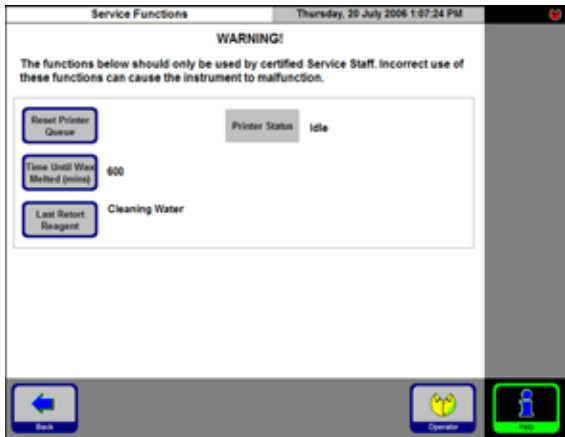 Service Functions
Thursday, 20 July 2006 1:07:24 PM
WARNING!
The functions below should only be used by certified Service Staff. Incorrect use of
these functions can cause the instrument to malfunction.
Reset Printer
Queue
Printer Status
Idle
Time Until Wax
Melted (mins)
600
Last Retort
Reagent
Cleaning Water
Back
Operator
Help